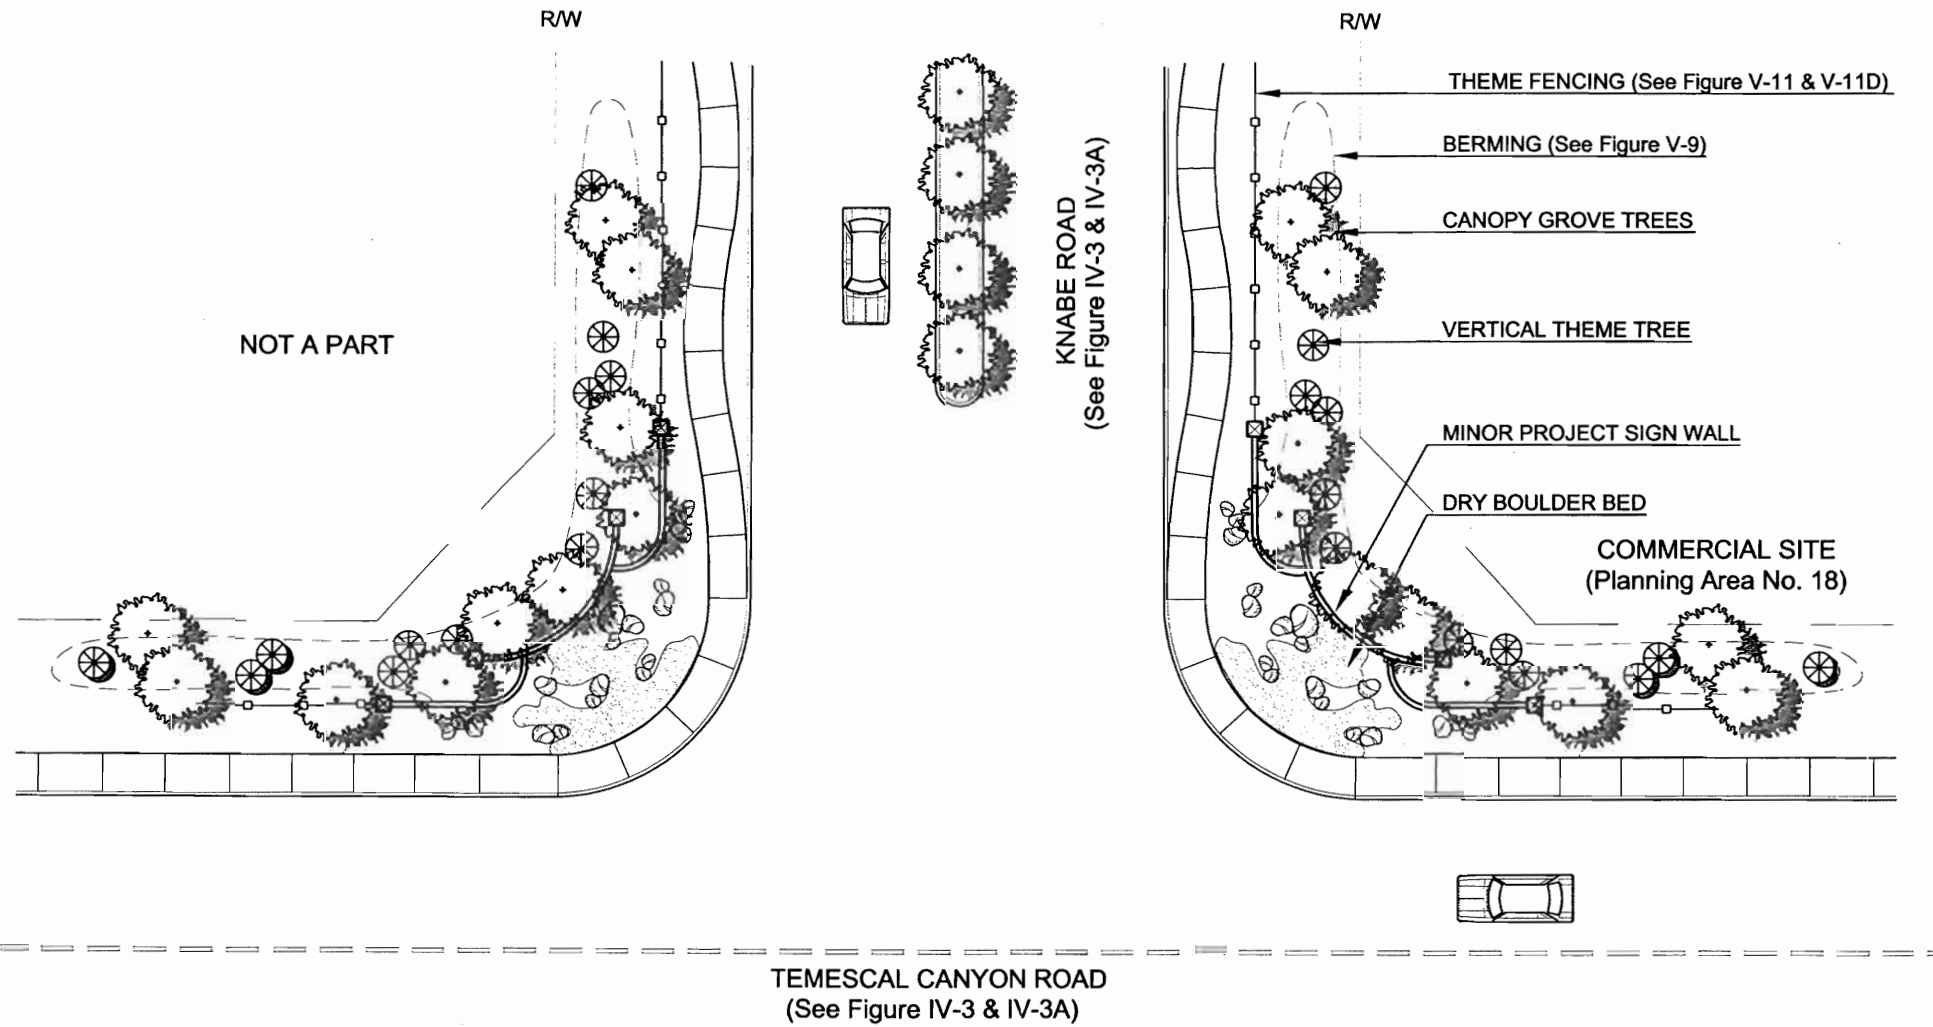 R/W
R/W
THEME FENCING (See Figure V-11 & V-11D)
BERMING (See Figure V-9)
CANOPY GROVE TREES
KNABE ROAD
(See Figure IV-3 & IV-3A)
VERTICAL THEME TREE
NOT A PART
MINOR PROJECT SIGN WALL
DRY BOULDER BED
COMMERCIAL SITE
(Planning Area No. 18)
TEMESCAL CANYON ROAD
(See Figure IV-3 & IV-3A)